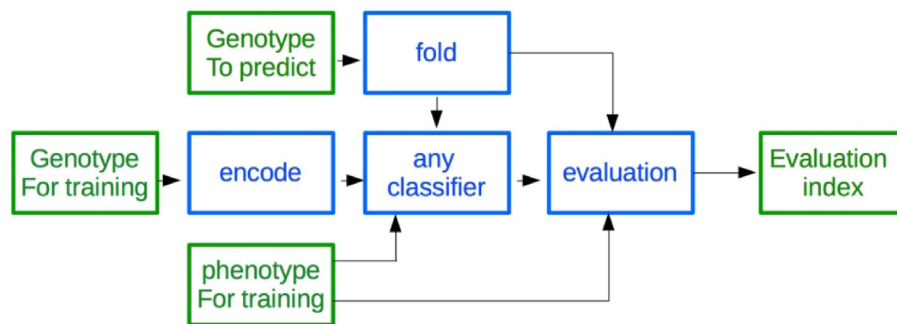 Genotype
To predict
fold
Genotype
For training
encode
any
classifier
evaluation
Evaluation
index
phenotype
For training